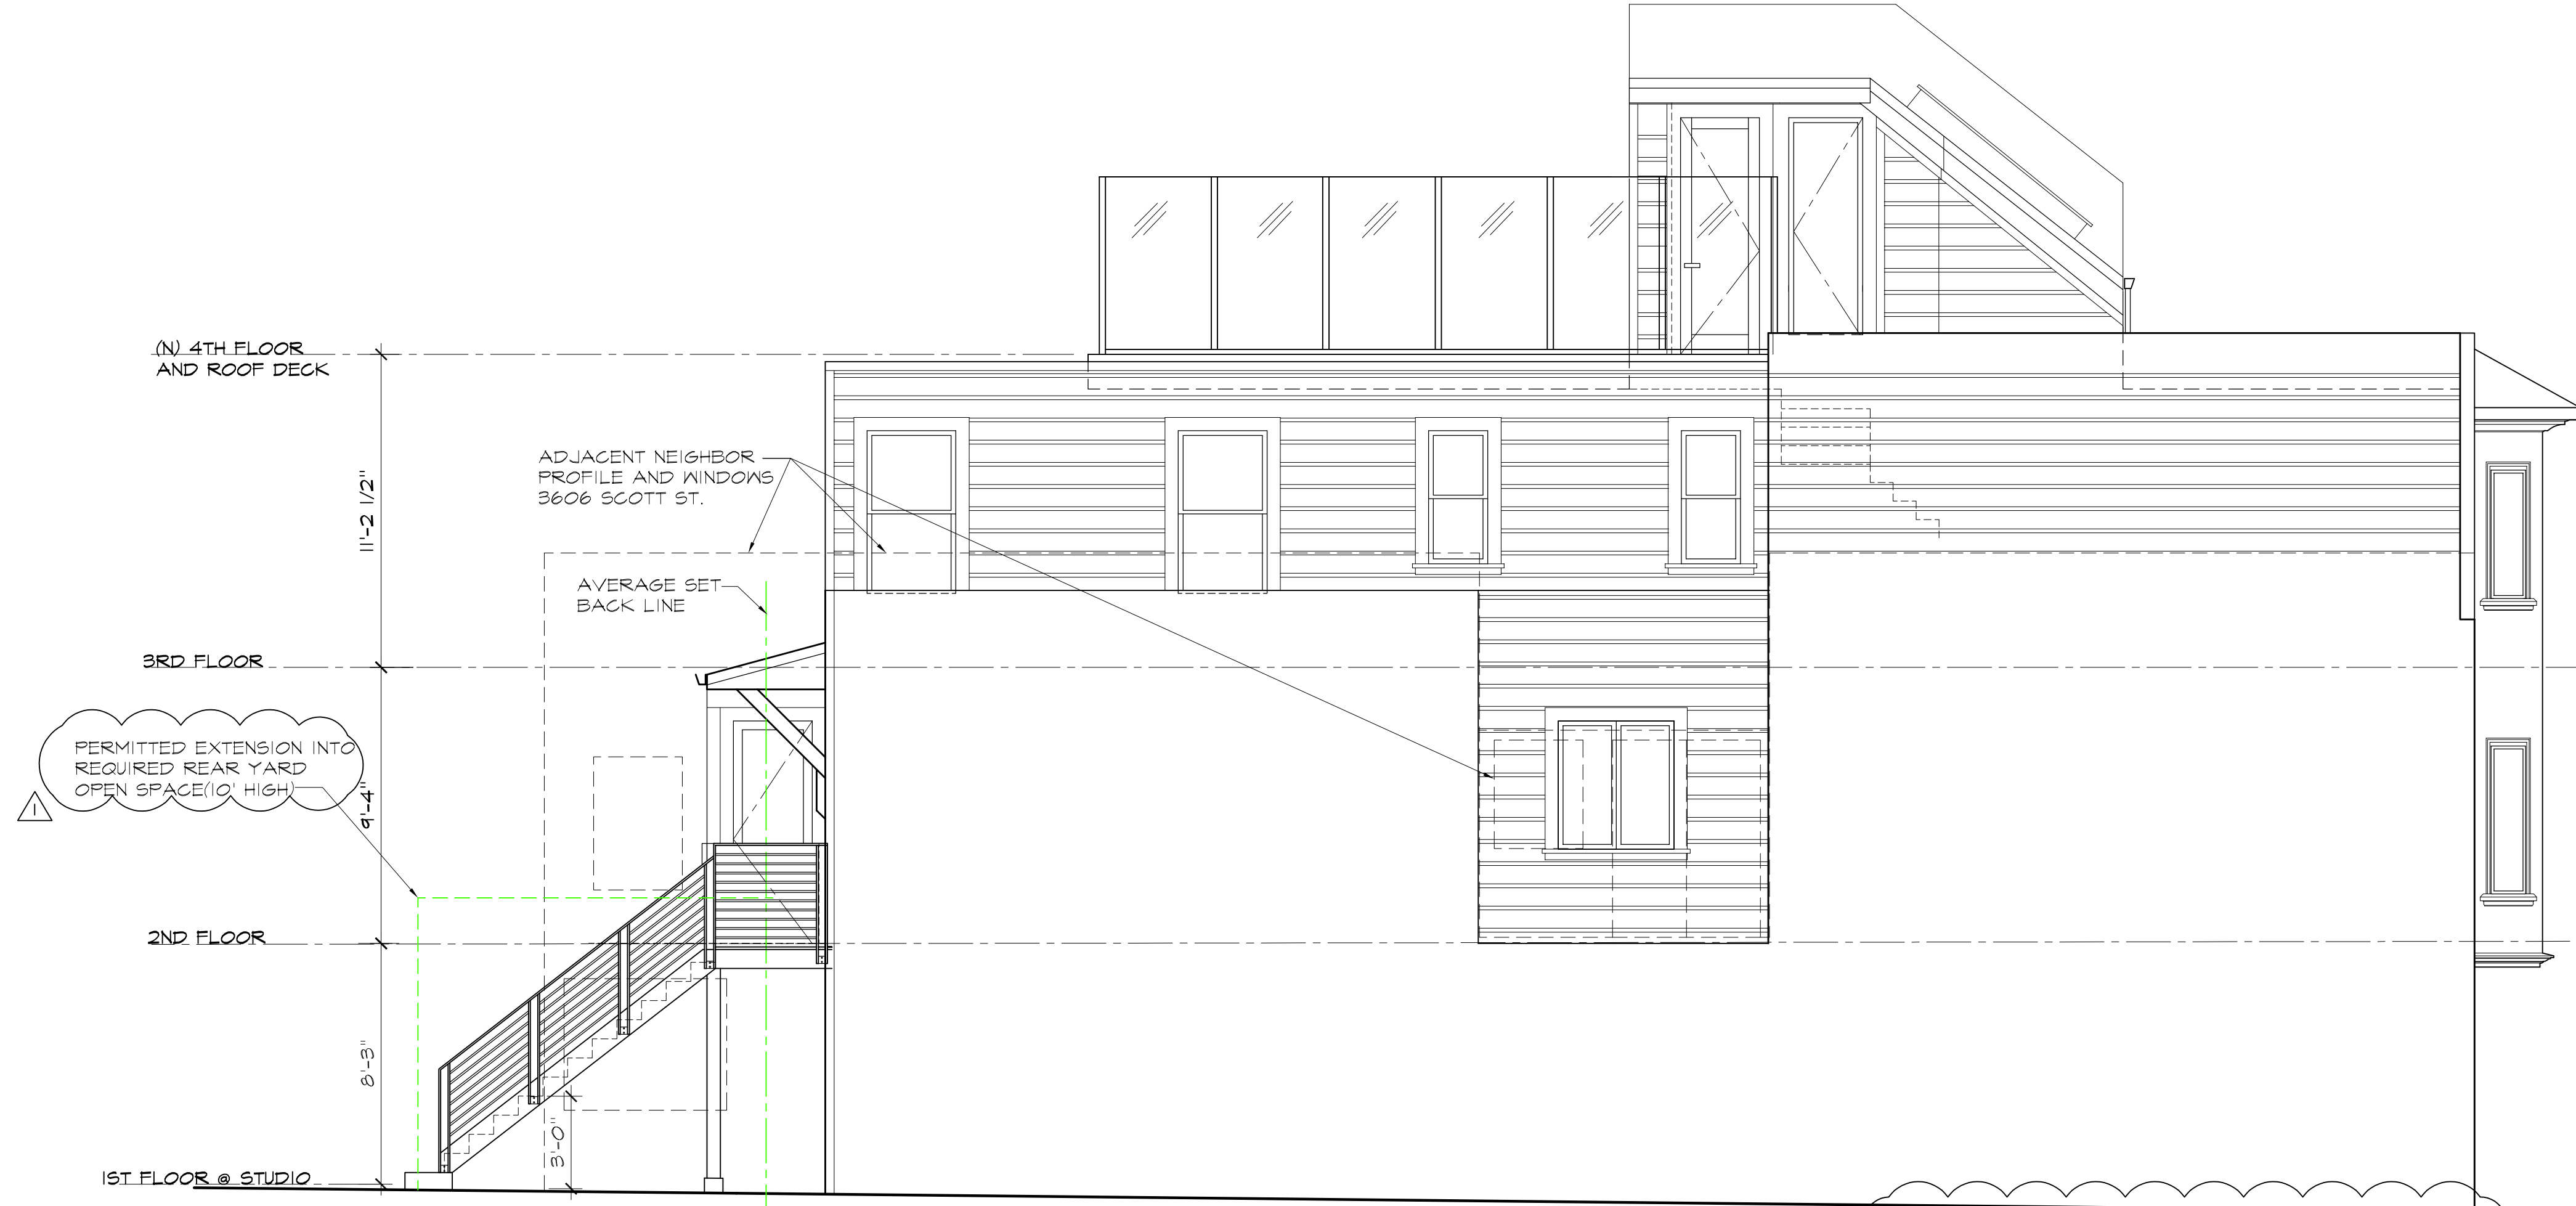 (N) 4TH FLOOR
AND ROOF DECK
11'-2 1/2"
ADJACENT NEIGHBOR
PROFILE AND WINDOWS
3606 SCOTT ST.
AVERAGE SET
BACK LINE
3RD FLOOR
PERMITTED EXTENSION INTO
REQUIRED REAR YARD
OPEN SPACE(10' HIGH)
1
9'-4"
2ND FLOOR
8'-3"
3'-0"
1ST FLOOR @ STUDIO